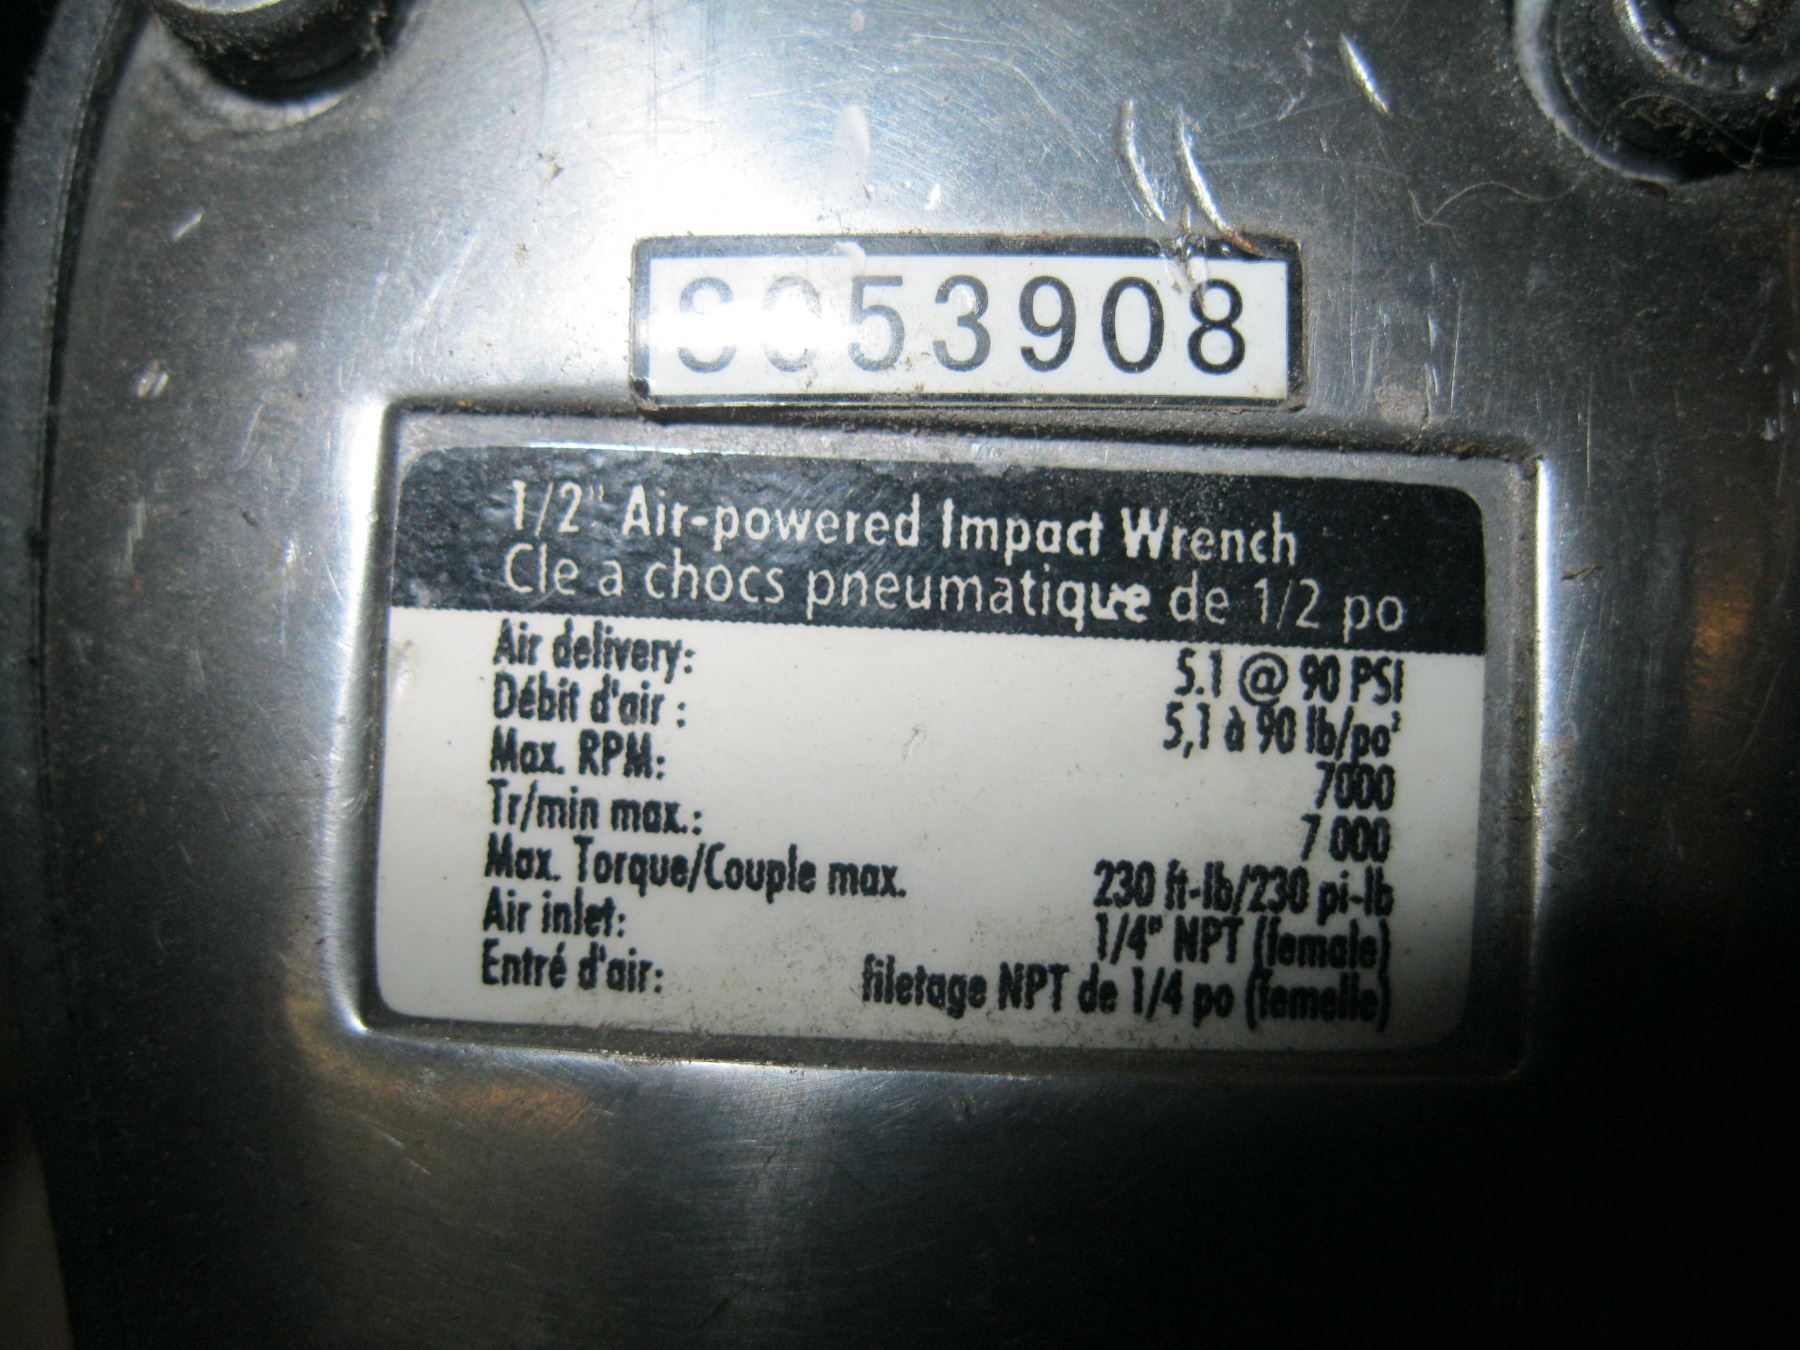 1/2" Air-powered Impact Wrench
Cle a chocs pneumatique de 1/2 po
Air delivery: 5.1 @ 90 PSI
Débit d'air : 5,1 à 90 lb/po²
Max. RPM: 7000
Tr/min max.: 7 000
Max. Torque/Couple max. 230 ft-lb/230 pi-lb
Air inlet: 1/4" NPT (female)
Entré d'air: filetage NPT de 1/4 po (femelle)